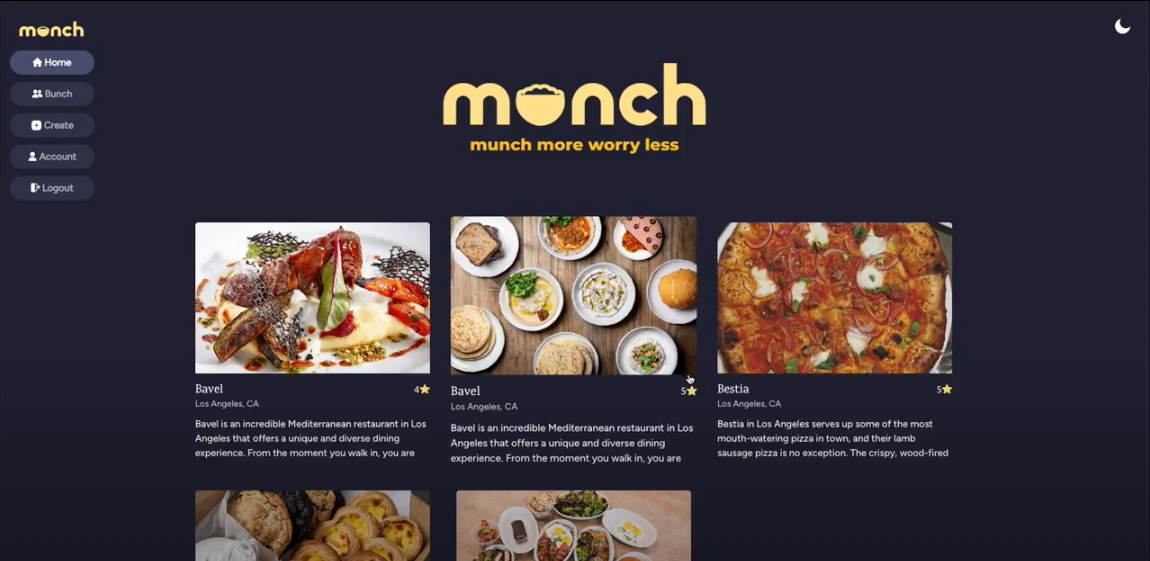 munch
Home
Bunch
Create
Account
Logout
munch
munch more worry less
Bavel
4
Los Angeles, CA
Bavel is an incredible Mediterranean restaurant in Los
Angeles that offers a unique and diverse dining
experience. From the moment you walk in, you are
Bavel
5
Los Angeles, CA
Bavel is an incredible Mediterranean restaurant in Los
Angeles that offers a unique and diverse dining
experience. From the moment you walk in, you are
Bestia
5
Los Angeles, CA
Bestia in Los Angeles serves up some of the most
mouth-watering pizza in town, and their lamb
sausage pizza is no exception. The crispy, wood-fired